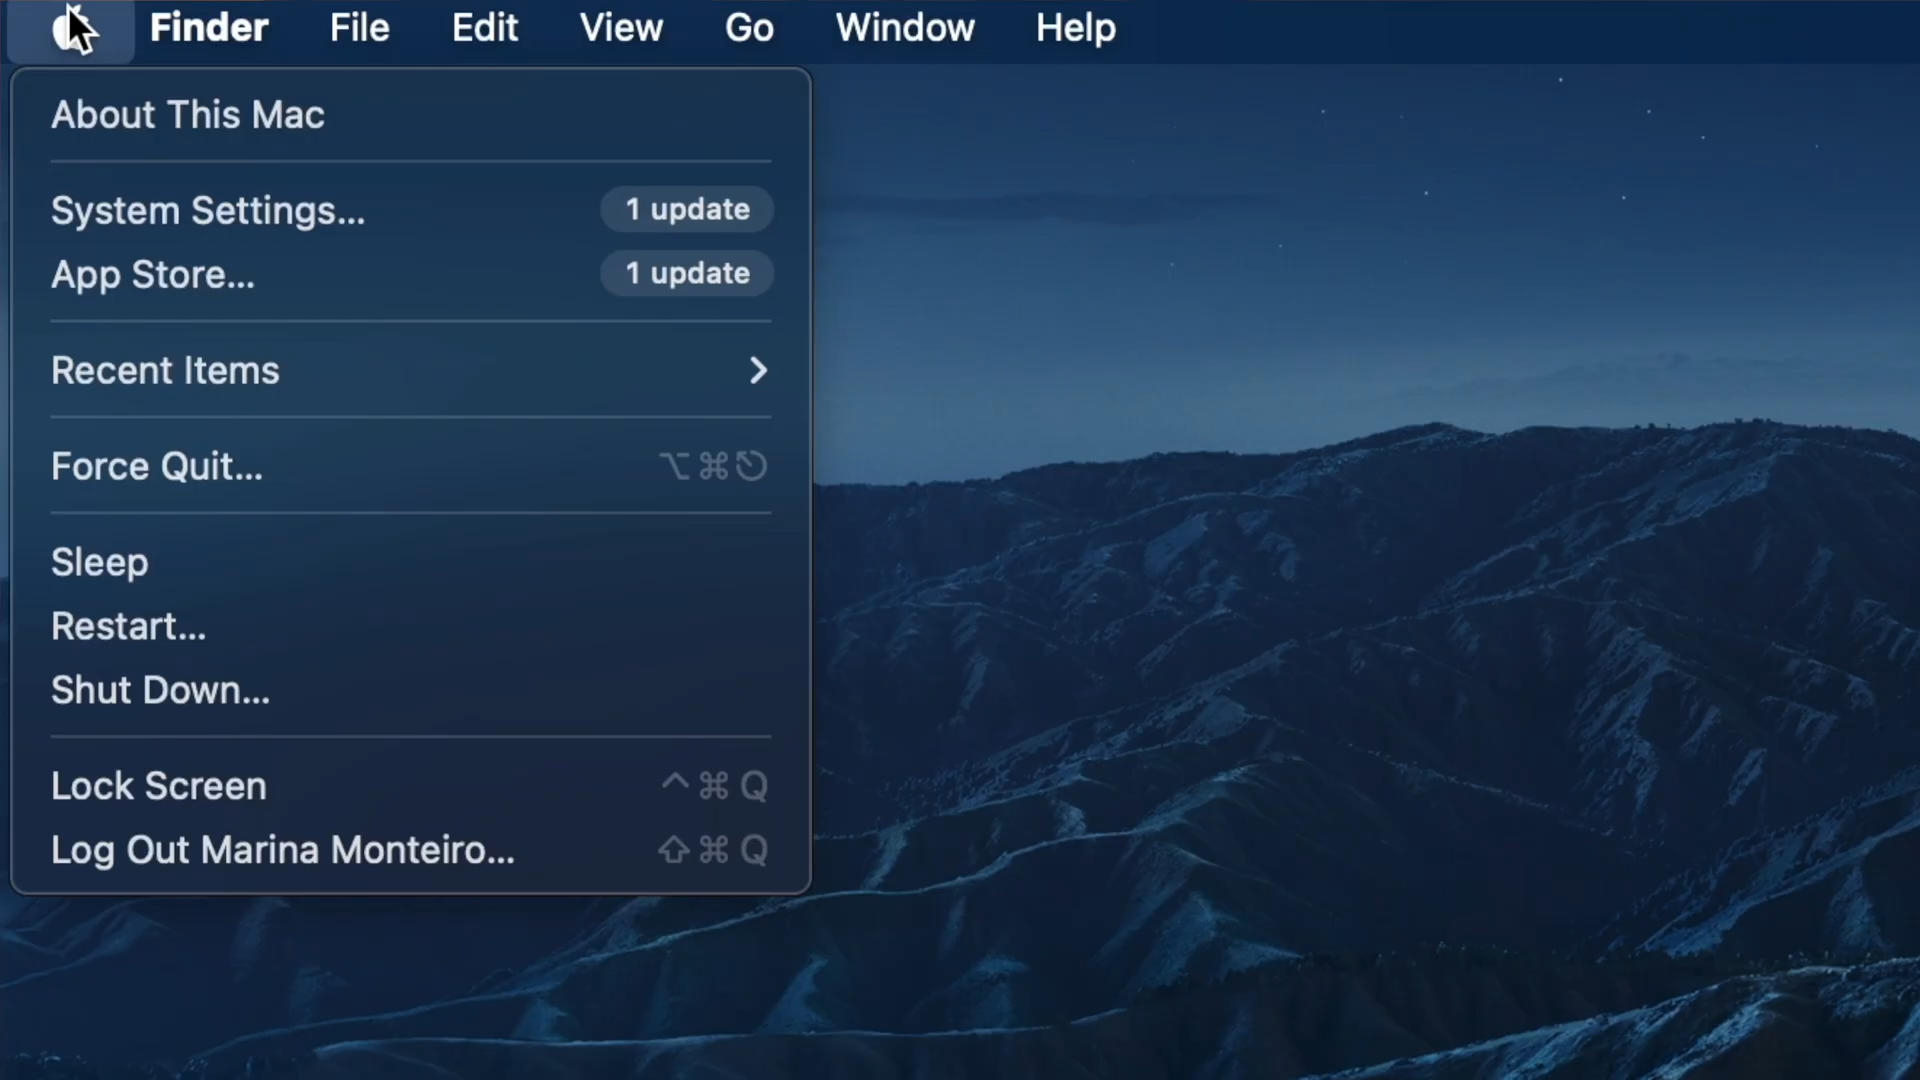 Finder File Edit View Go Window Help
About This Mac
System Settings... 1 update
App Store... 1 update
Recent Items
Force Quit... ⌥⌘⎋
Sleep
Restart...
Shut Down...
Lock Screen ^⌘Q
Log Out Marina Monteiro... ⇧⌘Q